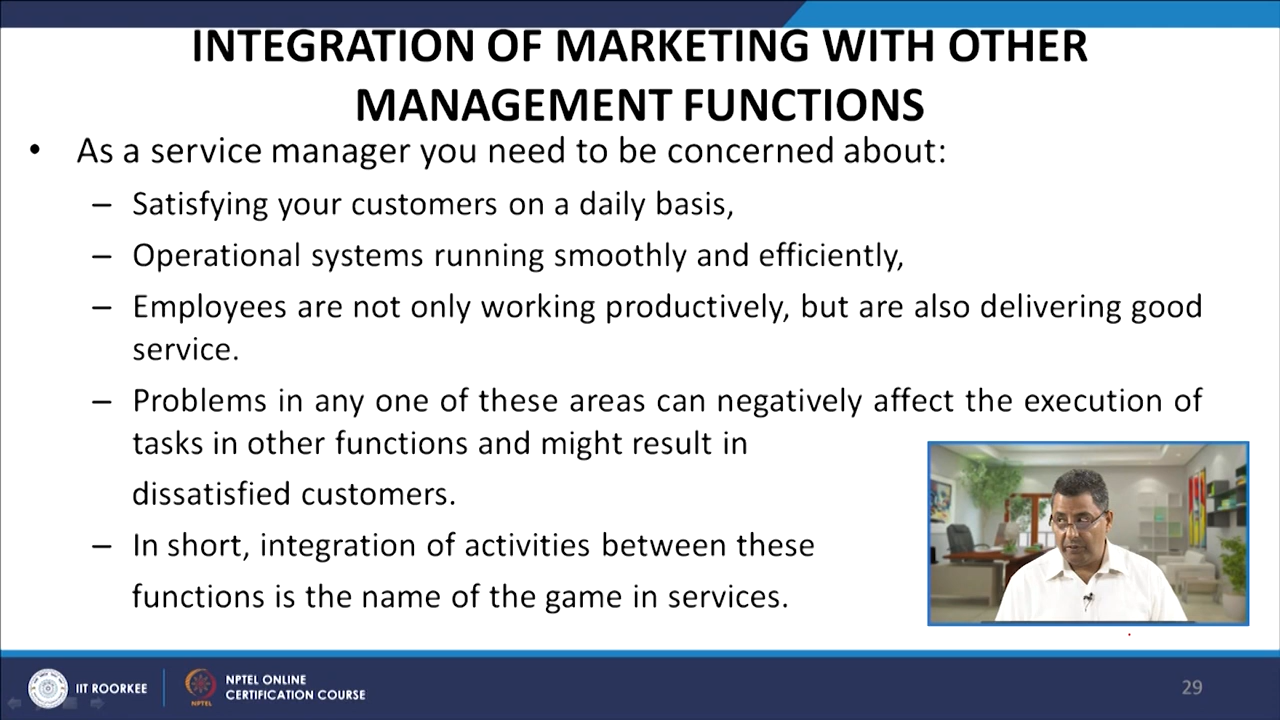 INTEGRATION OF MARKETING WITH OTHER
MANAGEMENT FUNCTIONS
• As a service manager you need to be concerned about:
– Satisfying your customers on a daily basis,
– Operational systems running smoothly and efficiently,
– Employees are not only working productively, but are also delivering good
service.
– Problems in any one of these areas can negatively affect the execution of
tasks in other functions and might result in
dissatisfied customers.
– In short, integration of activities between these
functions is the name of the game in services.
IIT ROORKEE
NPTEL
NPTEL ONLINE
CERTIFICATION COURSE
29